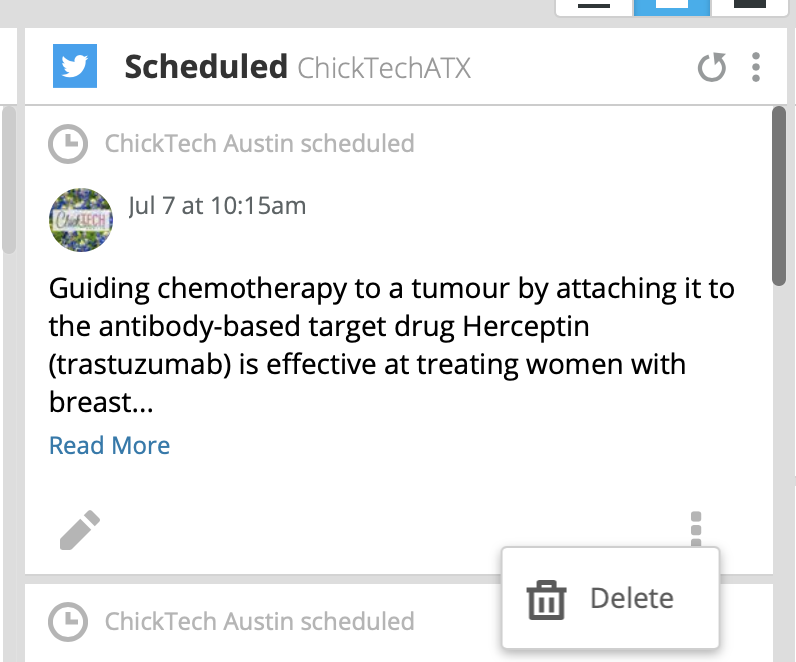 Scheduled ChickTechATX
ChickTech Austin scheduled
Jul 7 at 10:15am
ChickTECH
Guiding chemotherapy to a tumour by attaching it to
the antibody-based target drug Herceptin
(trastuzumab) is effective at treating women with
breast...
Read More
Delete
ChickTech Austin scheduled